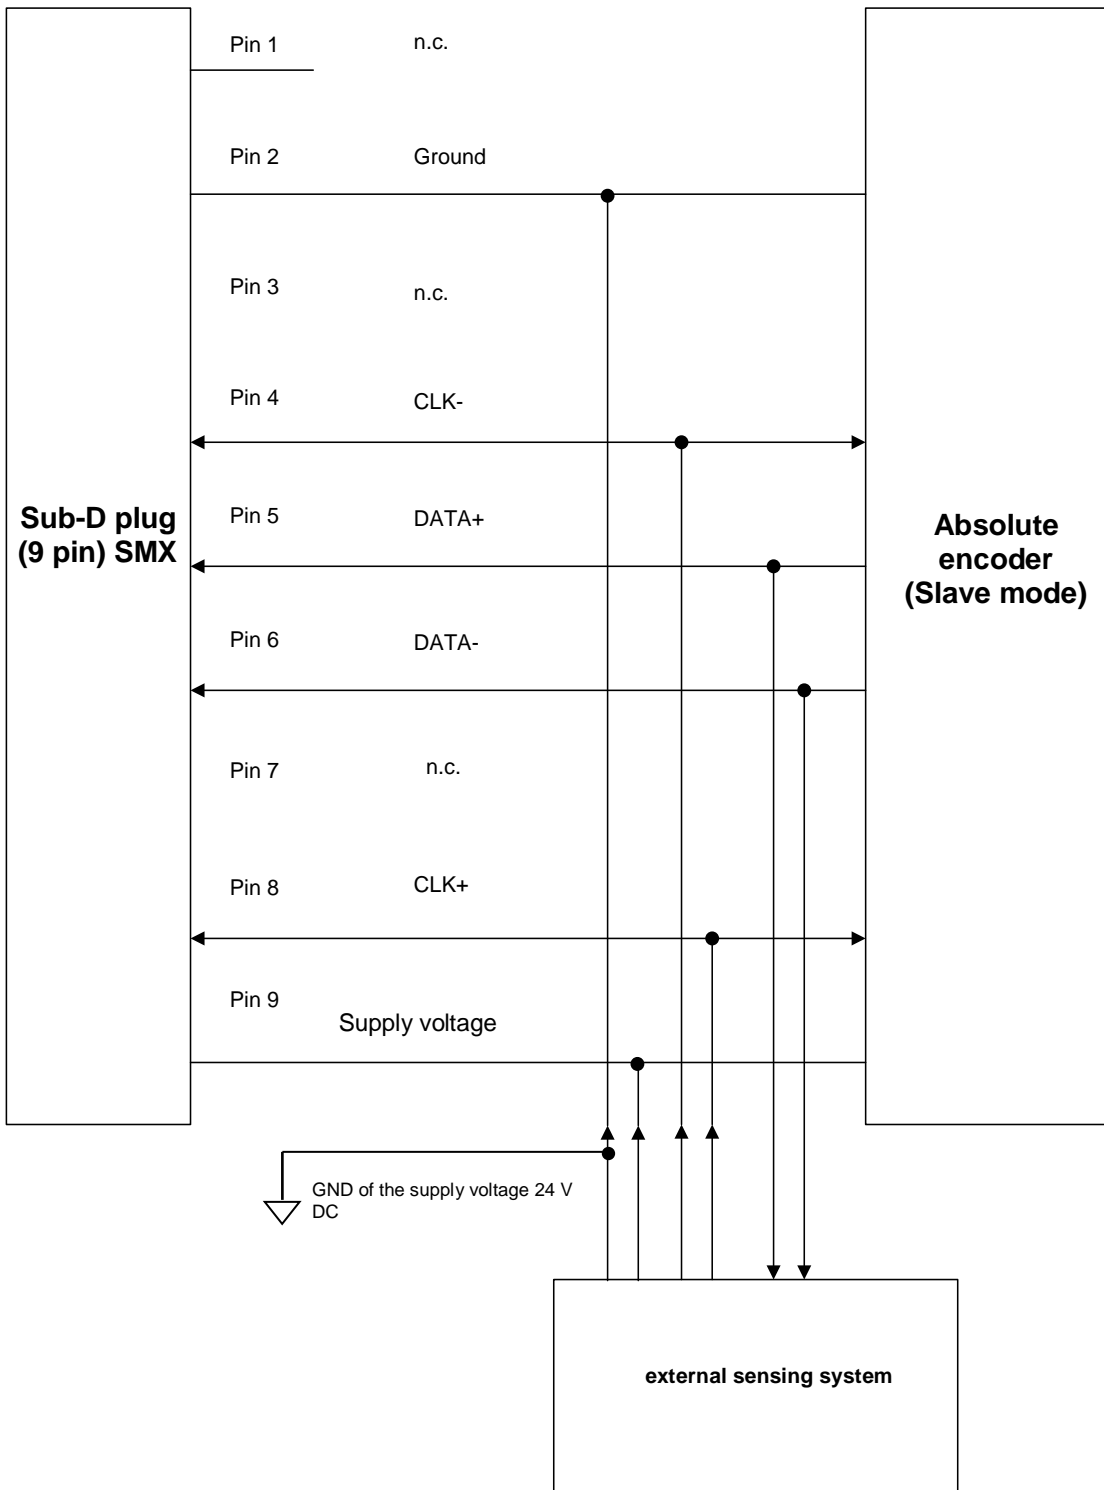 Pin 1
n.c.
Pin 2
Ground
Pin 3
n.c.
Pin 4
CLK-
Sub-D plug
(9 pin) SMX
Pin 5
DATA+
Absolute
encoder
(Slave mode)
Pin 6
DATA-
Pin 7
n.c.
Pin 8
CLK+
Pin 9
Supply voltage
GND of the supply voltage 24 V
DC
external sensing system